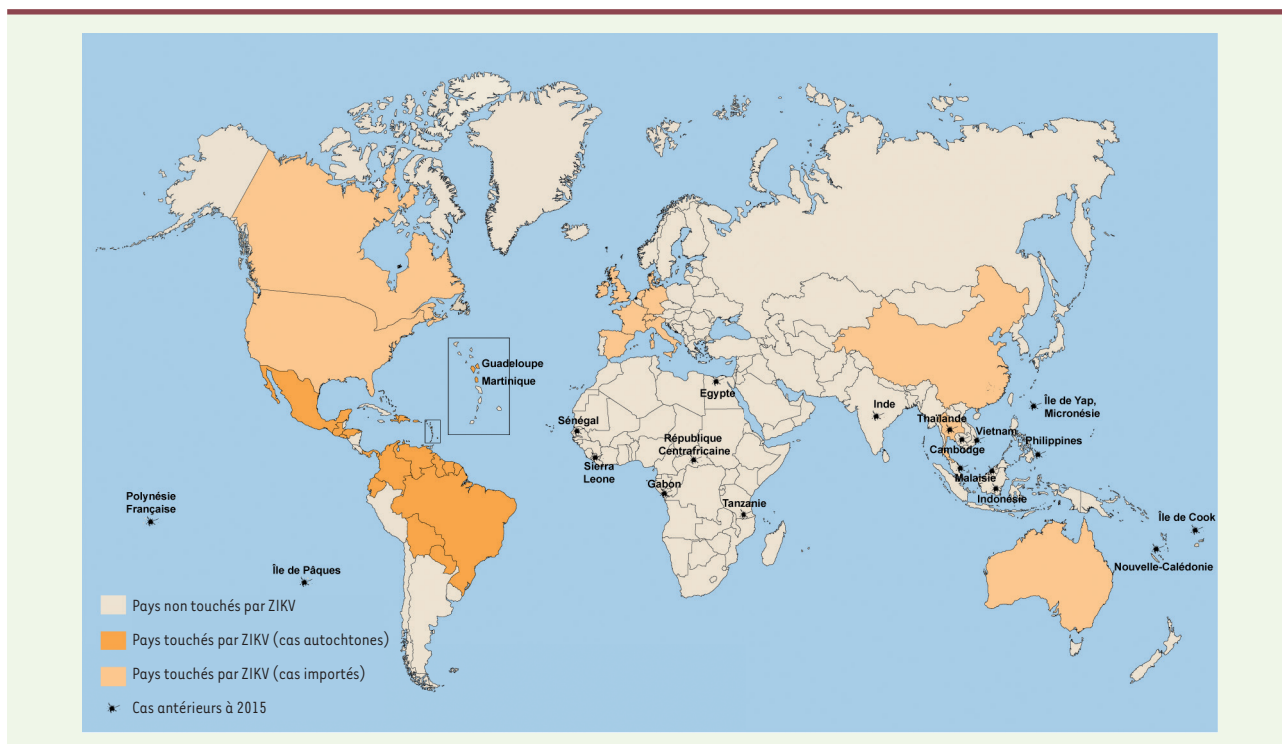 Guadeloupe
Martinique
Egypte
Inde
Île de Yap,
Micronésie
Thaïlande
Vietnam
Sénégal
République
Centrafricaine
Cambodge
Philippines
Sierra
Leone
Gabon
Malaisie
Indonésie
Polynésie
Française
Tanzanie
Île de Cook
Île de Pâques
Nouvelle-Calédonie
Pays non touchés par ZIKV
Pays touchés par ZIKV (cas autochtones)
Pays touchés par ZIKV (cas importés)
Cas antérieurs à 2015